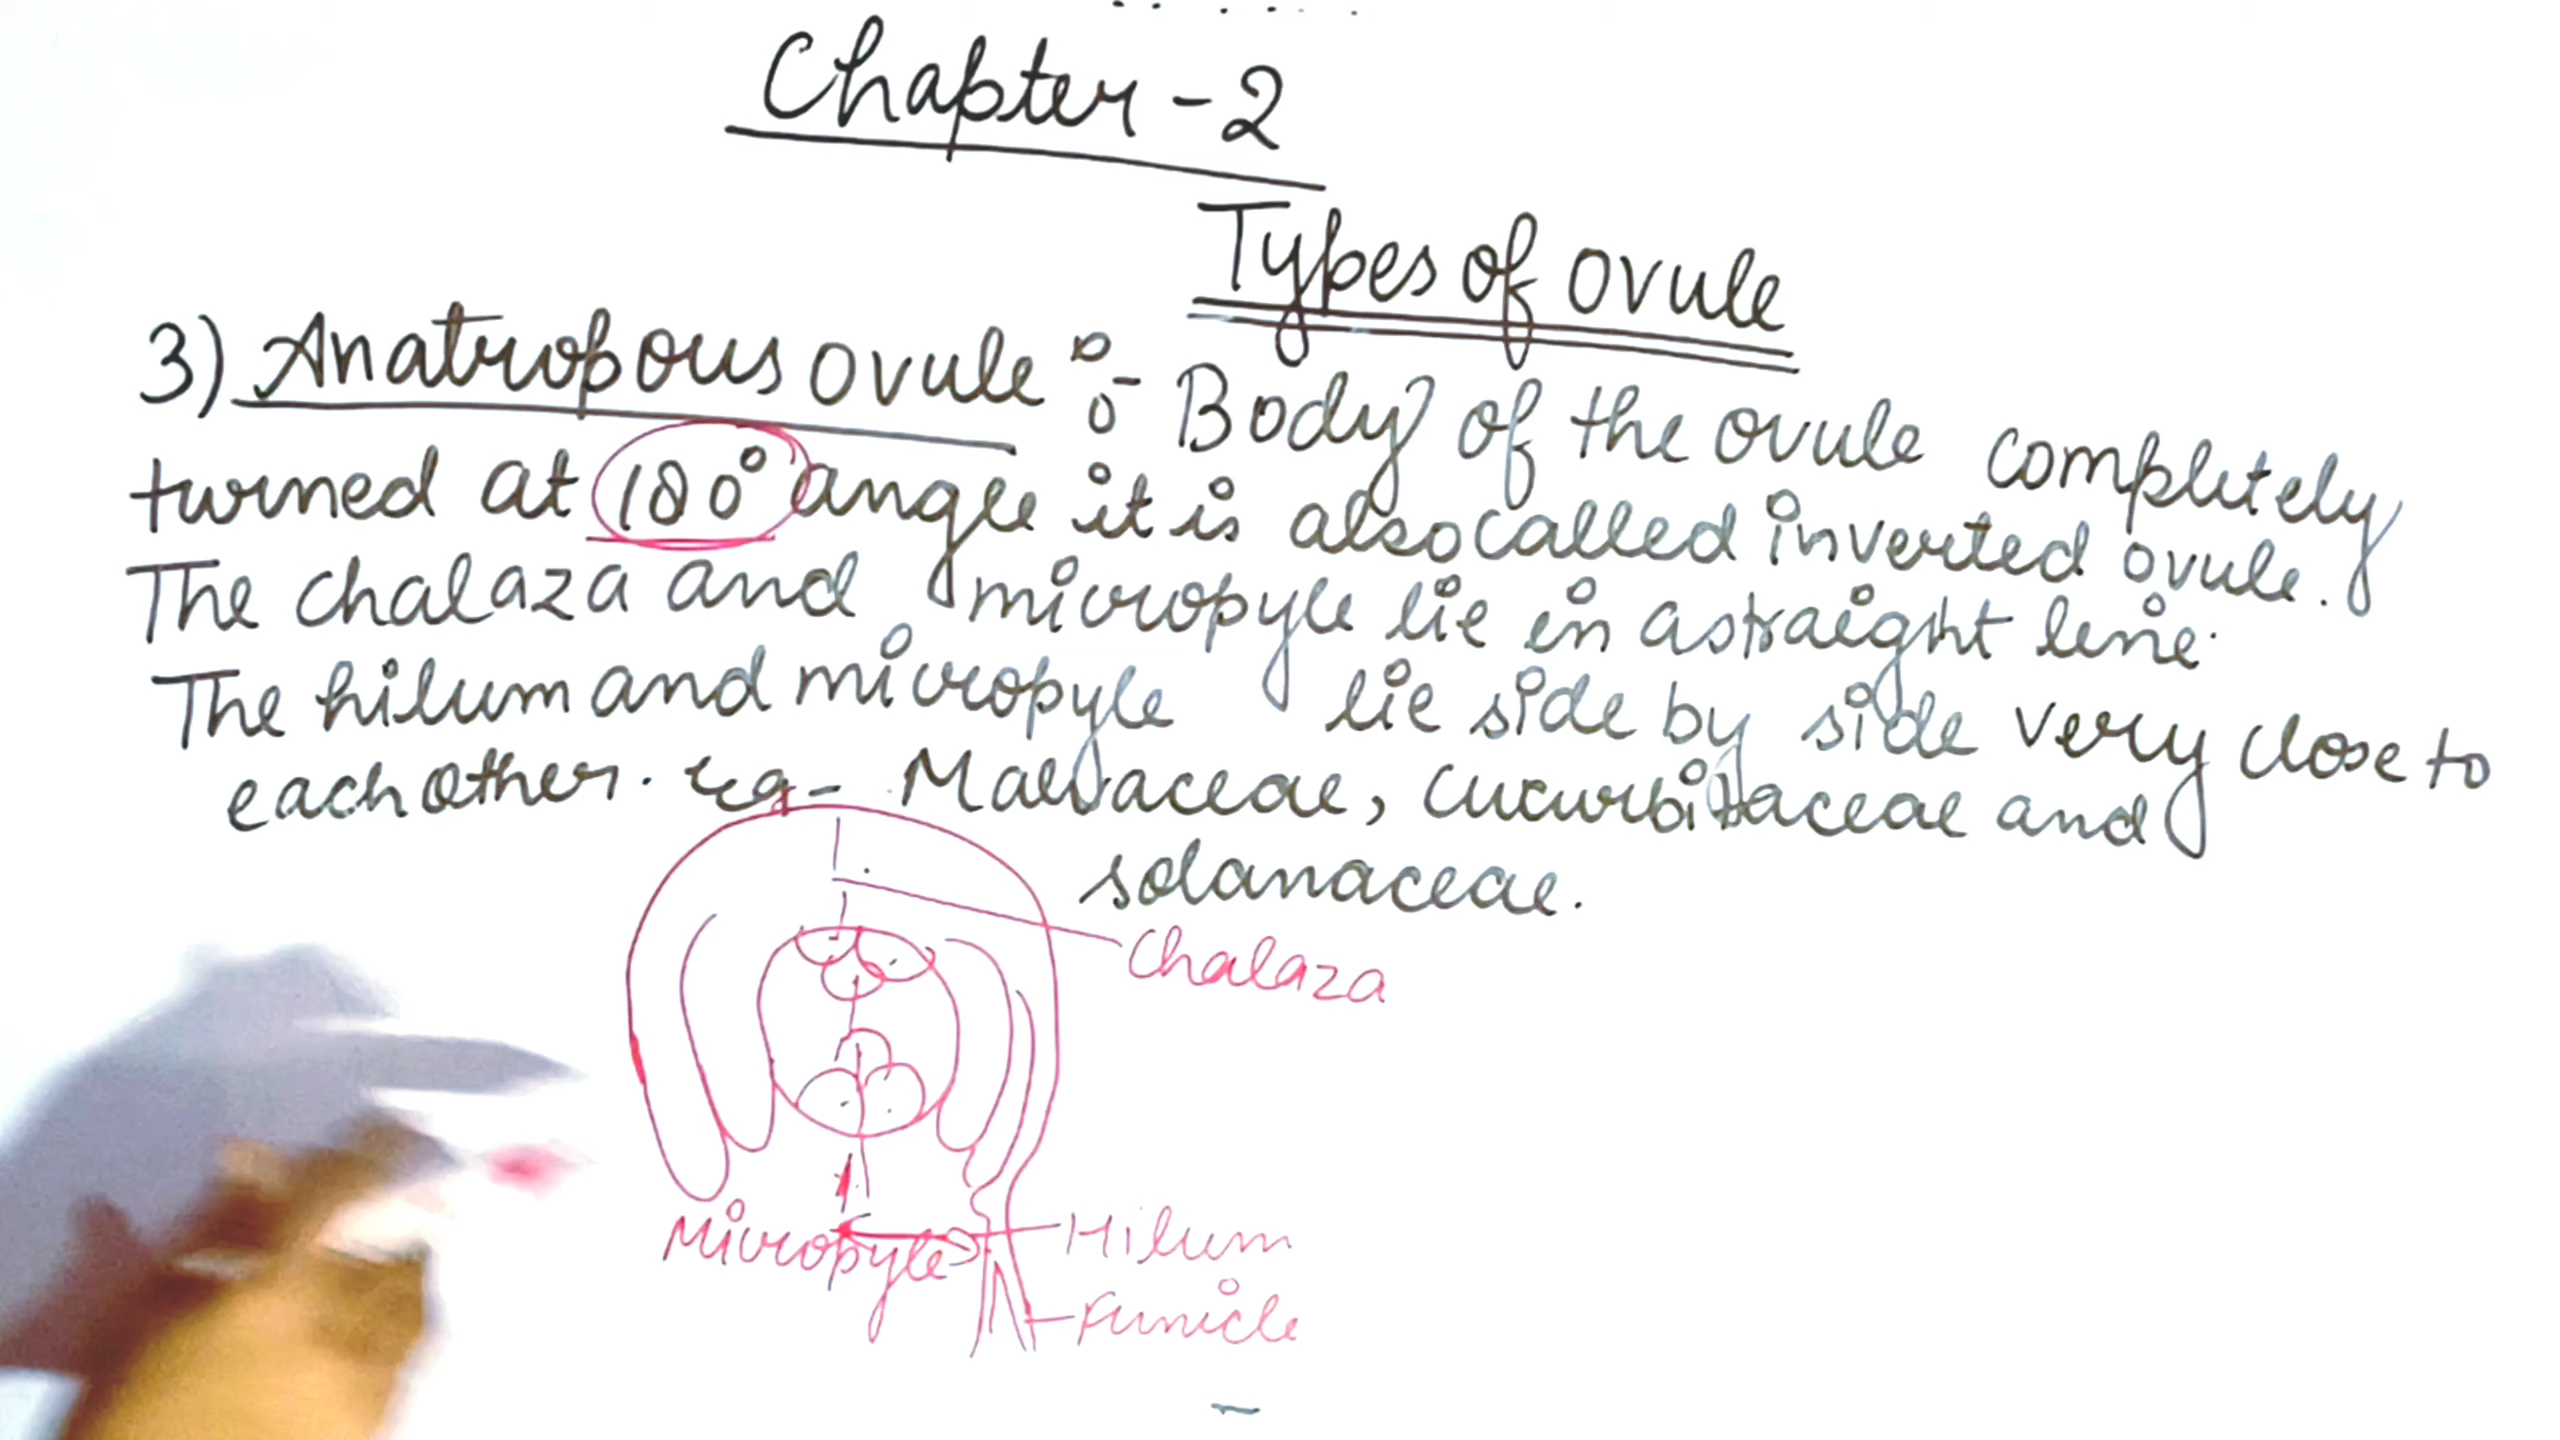 Chapter - 2
Types of ovule
3) Anatropous ovule :- Body of the ovule completely
turned at 180° angle it is also called inverted ovule.
The chalaza and micropyle lie in a straight line.
The hilum and micropyle lie side by side very close to
each other. eg - Malvaceae, cucurbitaceae and
solanaceae.
Chalaza
Micropyle
Hilum
Funicle